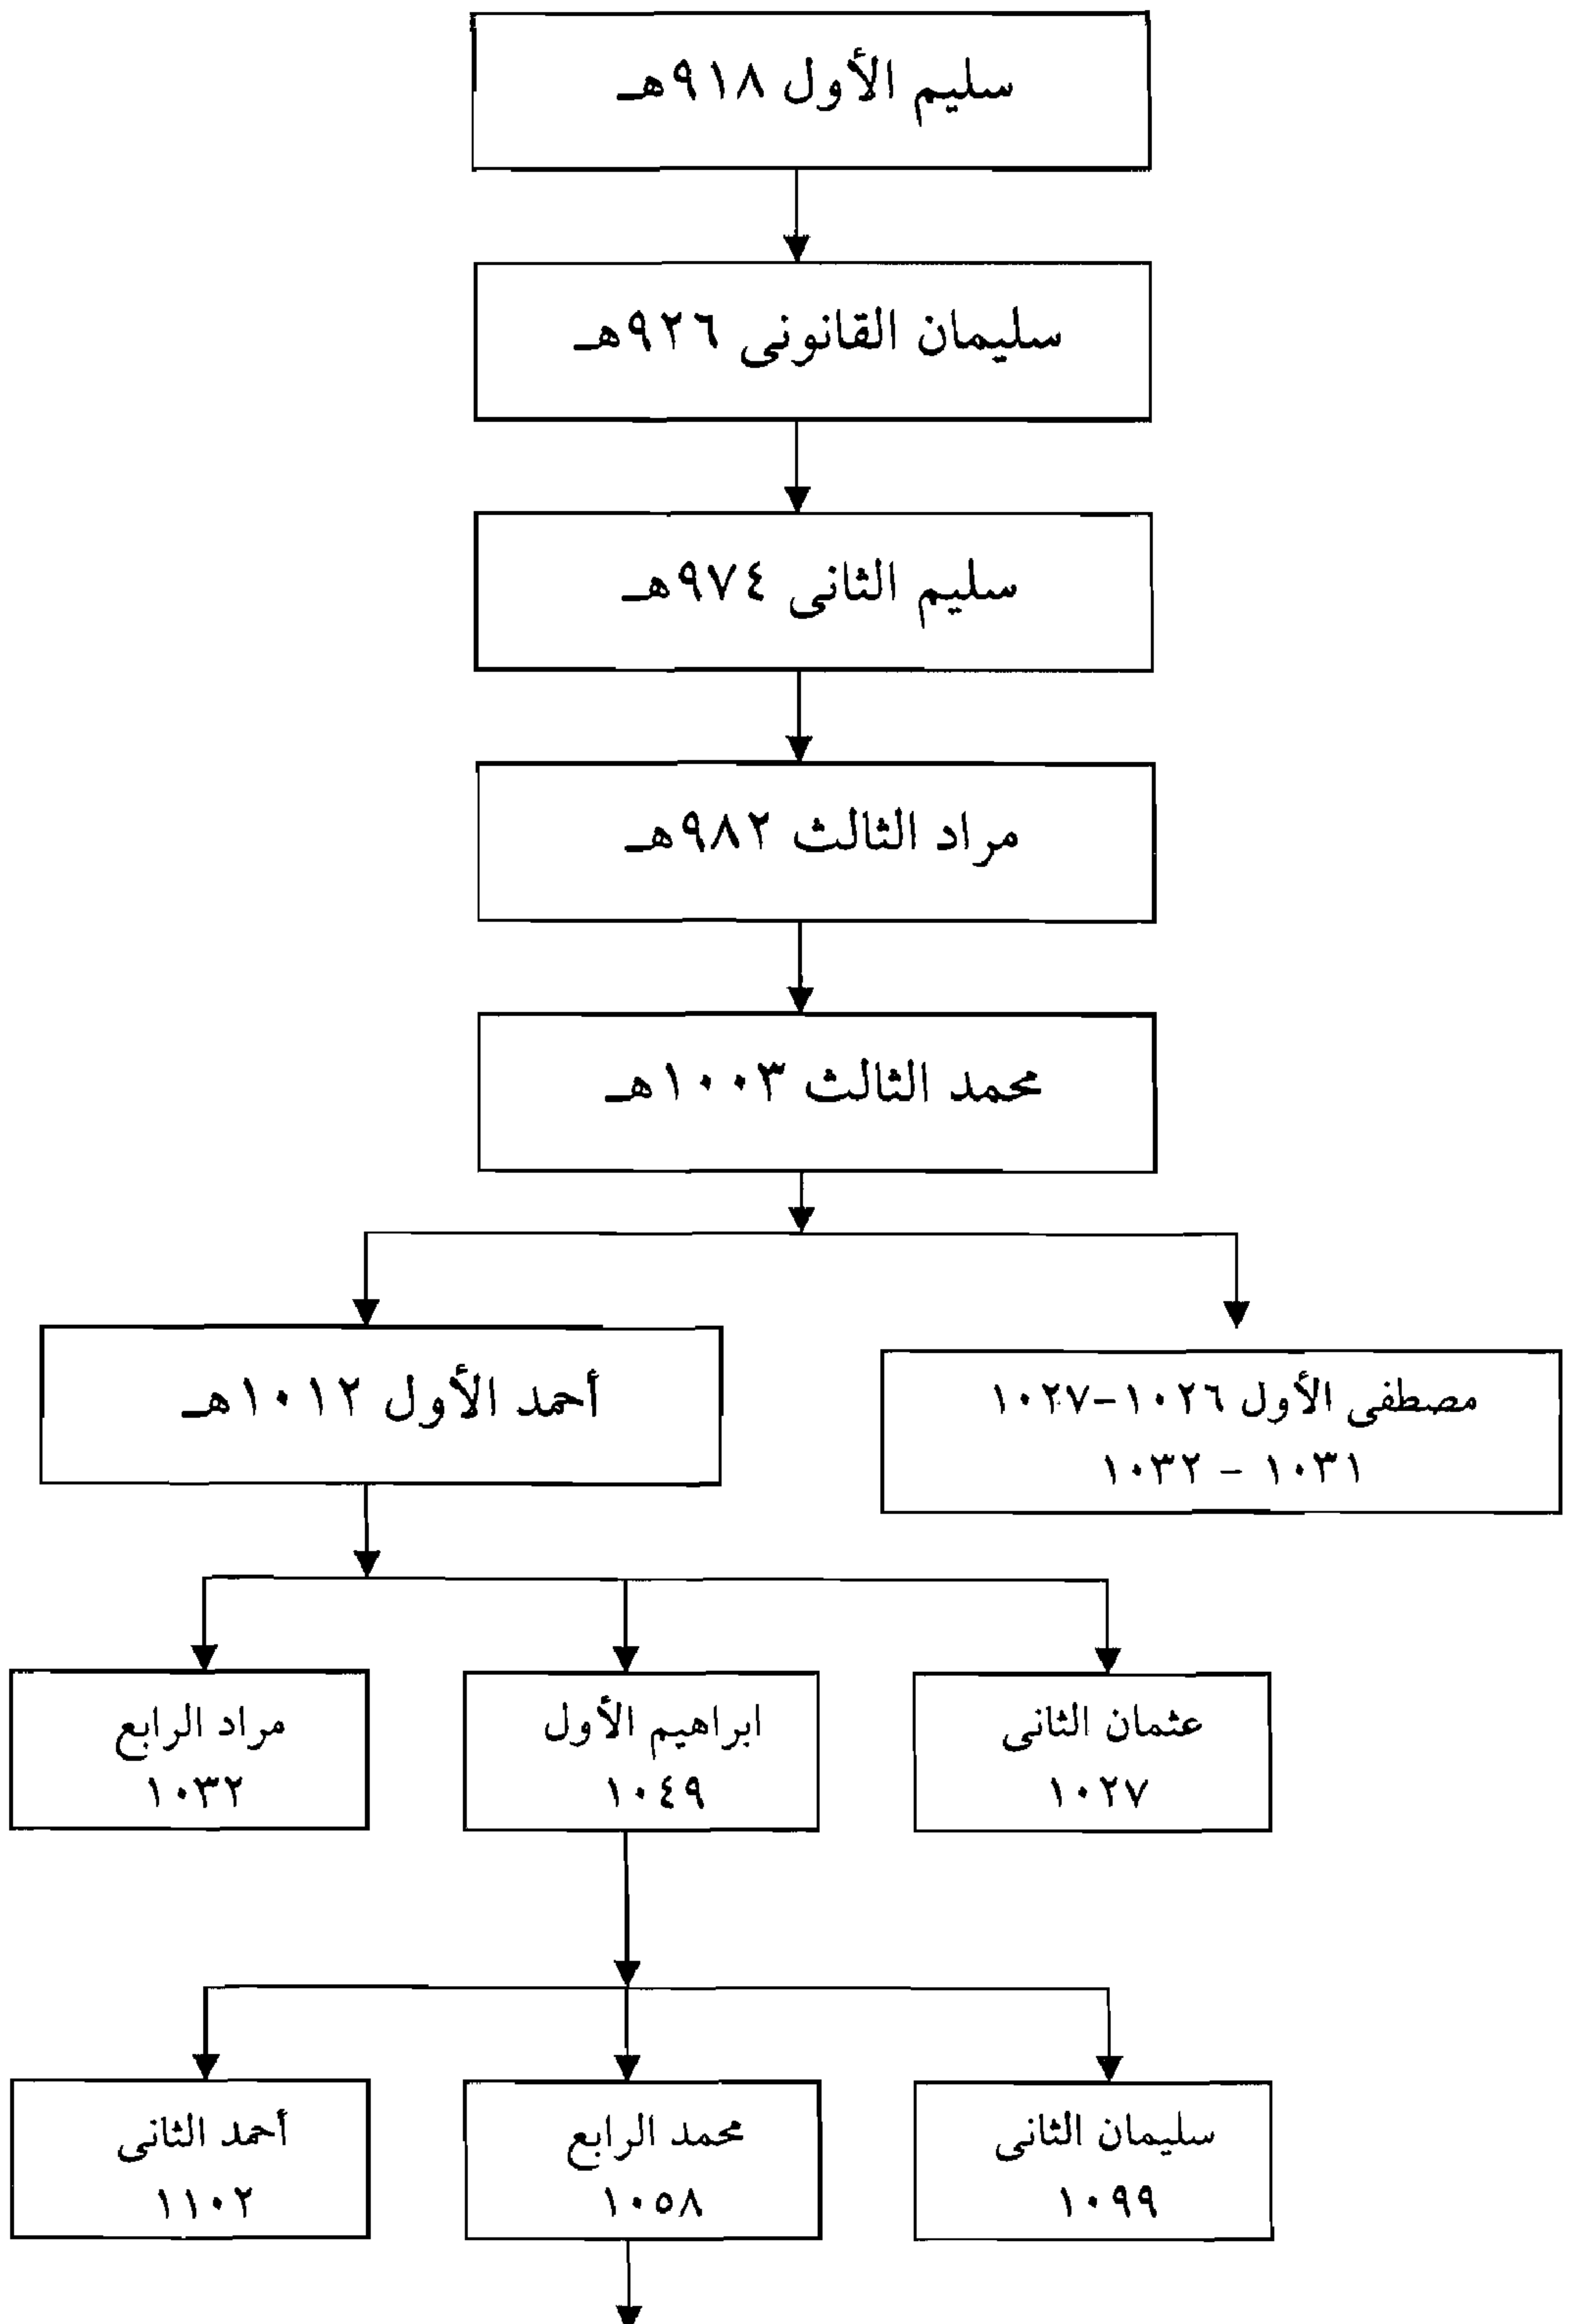 سليم الأول ٩١٨هـ
سليمان القانونى ٩٢٦هـ
سليم الثانى ٩٧٤هـ
مراد الثالث ٩٨٢هـ
محمد الثالث ١٠٠٣هـ
مصطفى الأول ١٠٢٦-١٠٢٧
١٠٣١ - ١٠٣٢
أحمد الأول ١٠١٢هـ
عثمان الثانى
١٠٢٧
ابراهيم الأول
١٠٤٩
مراد الرابع
١٠٣٢
سليمان الثانى
١٠٩٩
محمد الرابع
١٠٥٨
أحمد الثانى
١١٠٢